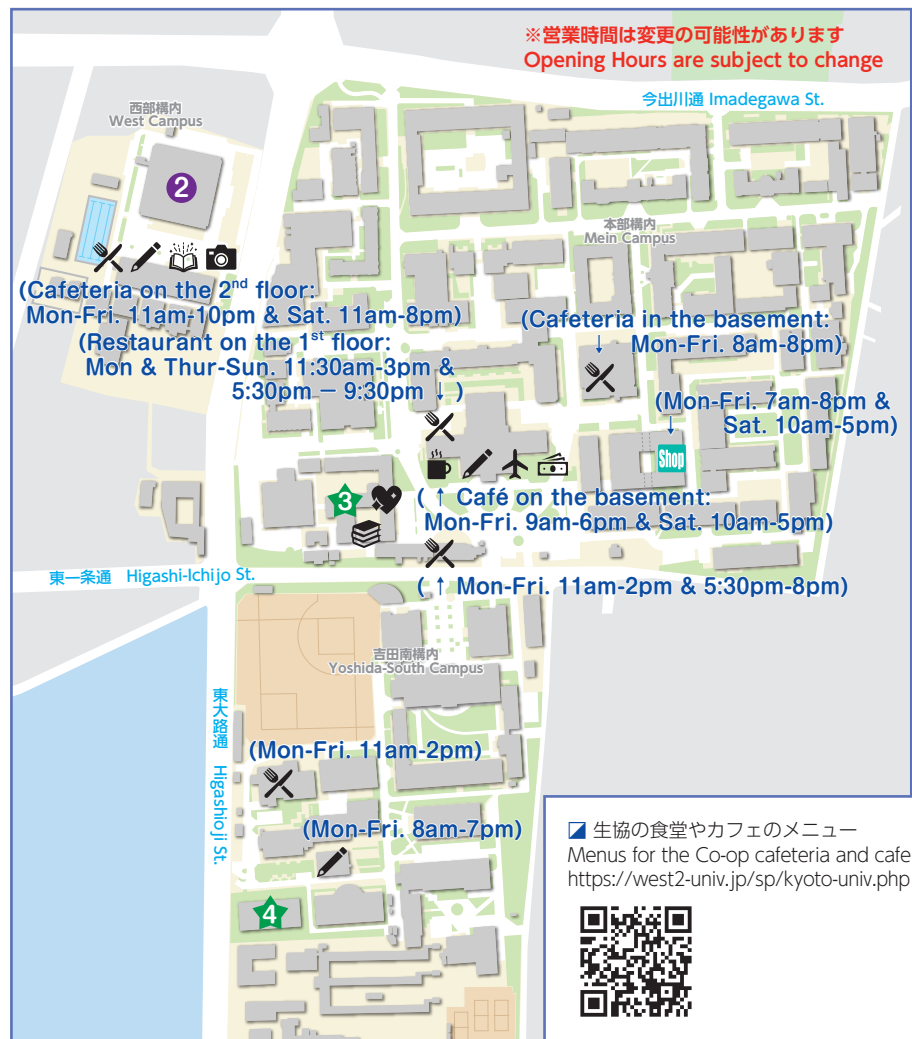 ※営業時間は変更の可能性があります
Opening Hours are subject to change
今出川通 Imadegawa St.
西部構内
West Campus
2
本部構内
Mein Campus
(Cafeteria on the 2nd floor:
Mon-Fri. 11am-10pm & Sat. 11am-8pm)
(Restaurant on the 1st floor:
Mon & Thur-Sun. 11:30am-3pm &
5:30pm – 9:30pm ↓ )
(Cafeteria in the basement:
↓ Mon-Fri. 8am-8pm)
(Mon-Fri. 7am-8pm &
↓ Sat. 10am-5pm)
Shop
3
( ↑ Café on the basement:
Mon-Fri. 9am-6pm & Sat. 10am-5pm)
東一条通 Higashi-Ichijo St.
( ↑ Mon-Fri. 11am-2pm & 5:30pm-8pm)
吉田南構内
Yoshida-South Campus
東大路通 Higashioji St.
(Mon-Fri. 11am-2pm)
(Mon-Fri. 8am-7pm)
4
生協の食堂やカフェのメニュー
Menus for the Co-op cafeteria and cafe
https://west2-univ.jp/sp/kyoto-univ.php